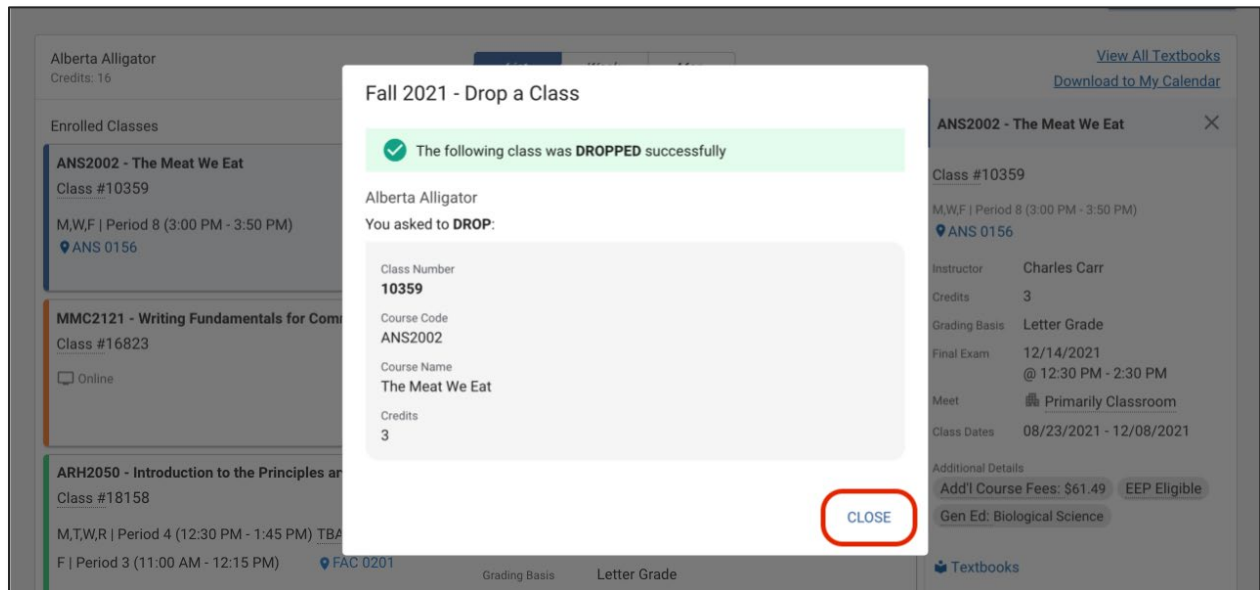 Alberta Alligator
Credits: 16
View All Textbooks
Download to My Calendar
Enrolled Classes
ANS2002 - The Meat We Eat
Class #10359
M,W,F | Period 8 (3:00 PM - 3:50 PM)
ANS 0156
MMC2121 - Writing Fundamentals for Com
Class #16823
Online
ARH2050 - Introduction to the Principles ar
Class #18158
M,T,W,R | Period 4 (12:30 PM - 1:45 PM) TBA
F | Period 3 (11:00 AM - 12:15 PM) FAC 0201
Grading Basis Letter Grade
Fall 2021 - Drop a Class
The following class was DROPPED successfully
Alberta Alligator
You asked to DROP:
Class Number
10359
Course Code
ANS2002
Course Name
The Meat We Eat
Credits
3
CLOSE
ANS2002 - The Meat We Eat
Class #10359
M,W,F | Period 8 (3:00 PM - 3:50 PM)
ANS 0156
Instructor Charles Carr
Credits 3
Grading Basis Letter Grade
Final Exam 12/14/2021
@ 12:30 PM - 2:30 PM
Meet Primarily Classroom
Class Dates 08/23/2021 - 12/08/2021
Additional Details
Add'l Course Fees: $61.49 EEP Eligible
Gen Ed: Biological Science
Textbooks